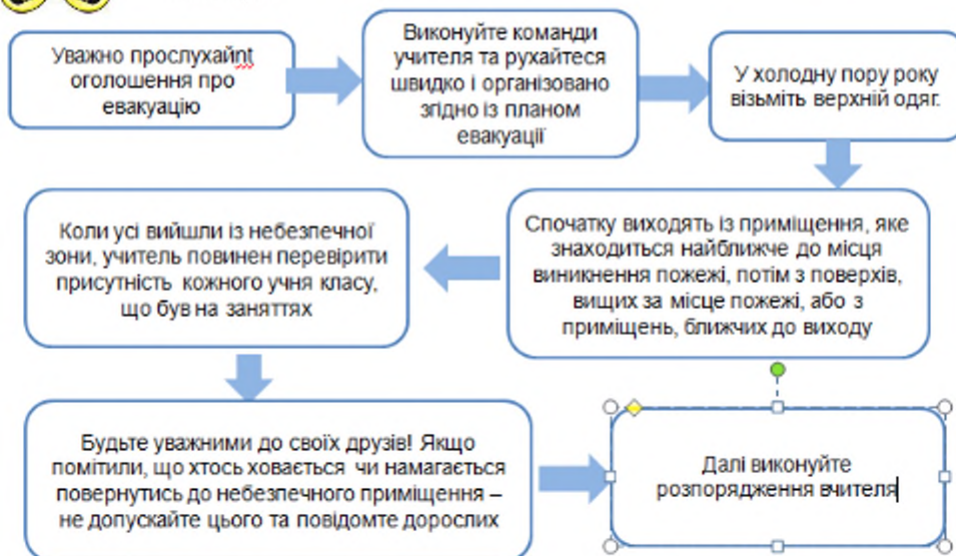 Уважно прослухайnt
оголошення про
евакуацію
Виконуйте команди
учителя та рухайтеся
швидко і організовано
згідно із планом
евакуації
У холодну пору року
візьміть верхній одяг.
Спочатку виходять із приміщення, яке
знаходиться найближче до місця
виникнення пожежі, потім з поверхів,
вищих за місце пожежі, або з
приміщень, ближчих до виходу
Коли усі вийшли із небезпечної
зони, учитель повинен перевірити
присутність кожного учня класу,
що був на заняттях
Будьте уважними до своїх друзів! Якщо
помітили, що хтось ховається чи намагається
повернутись до небезпечного приміщення –
не допускайте цього та повідомте дорослих
Далі виконуйте
розпорядження вчителя